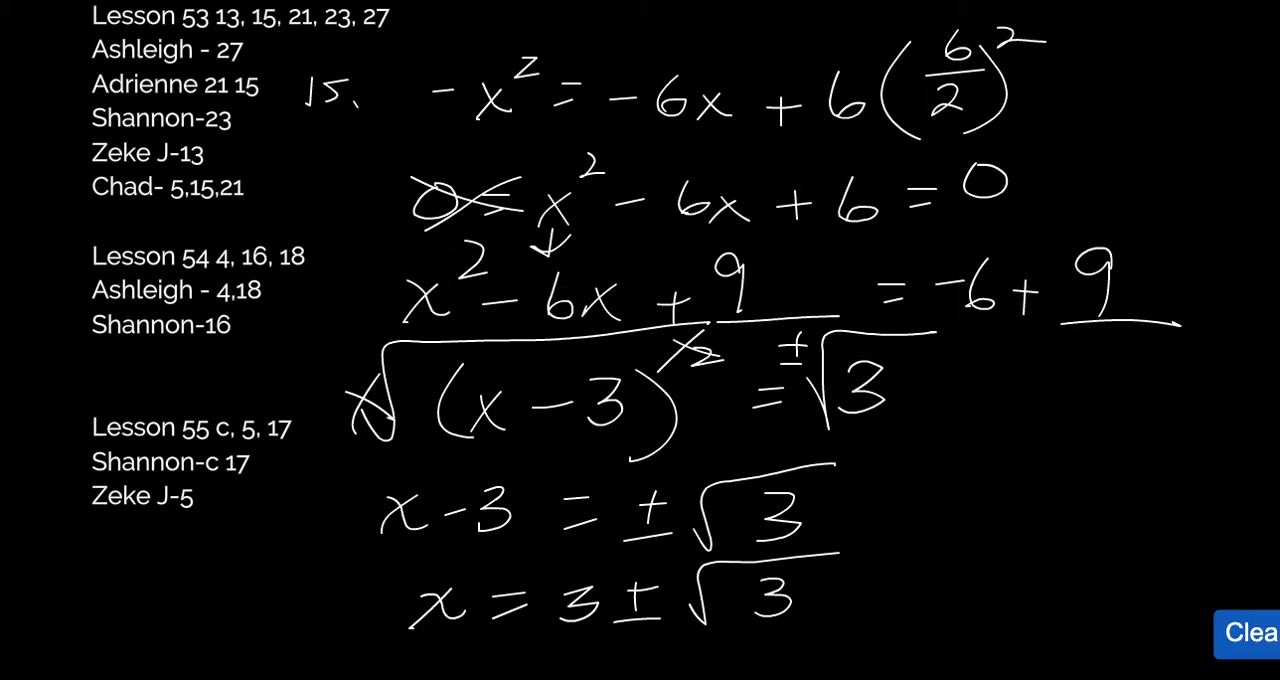 Lesson 53 13, 15, 21, 23, 27
Ashleigh - 27
Adrienne 21 15
Shannon-23
Zeke J-13
Chad- 5,15,21
Lesson 54 4, 16, 18
Ashleigh - 4,18
Shannon-16
Lesson 55 c, 5, 17
Shannon-c 17
Zeke J-5
15. -x² = -6x + 6 (6/2)²
0 = x² - 6x + 6 = 0
x² - 6x + 9 = -6 + 9
√(x - 3)² = ±√3
x - 3 = ±√3
x = 3 ± √3
Clea